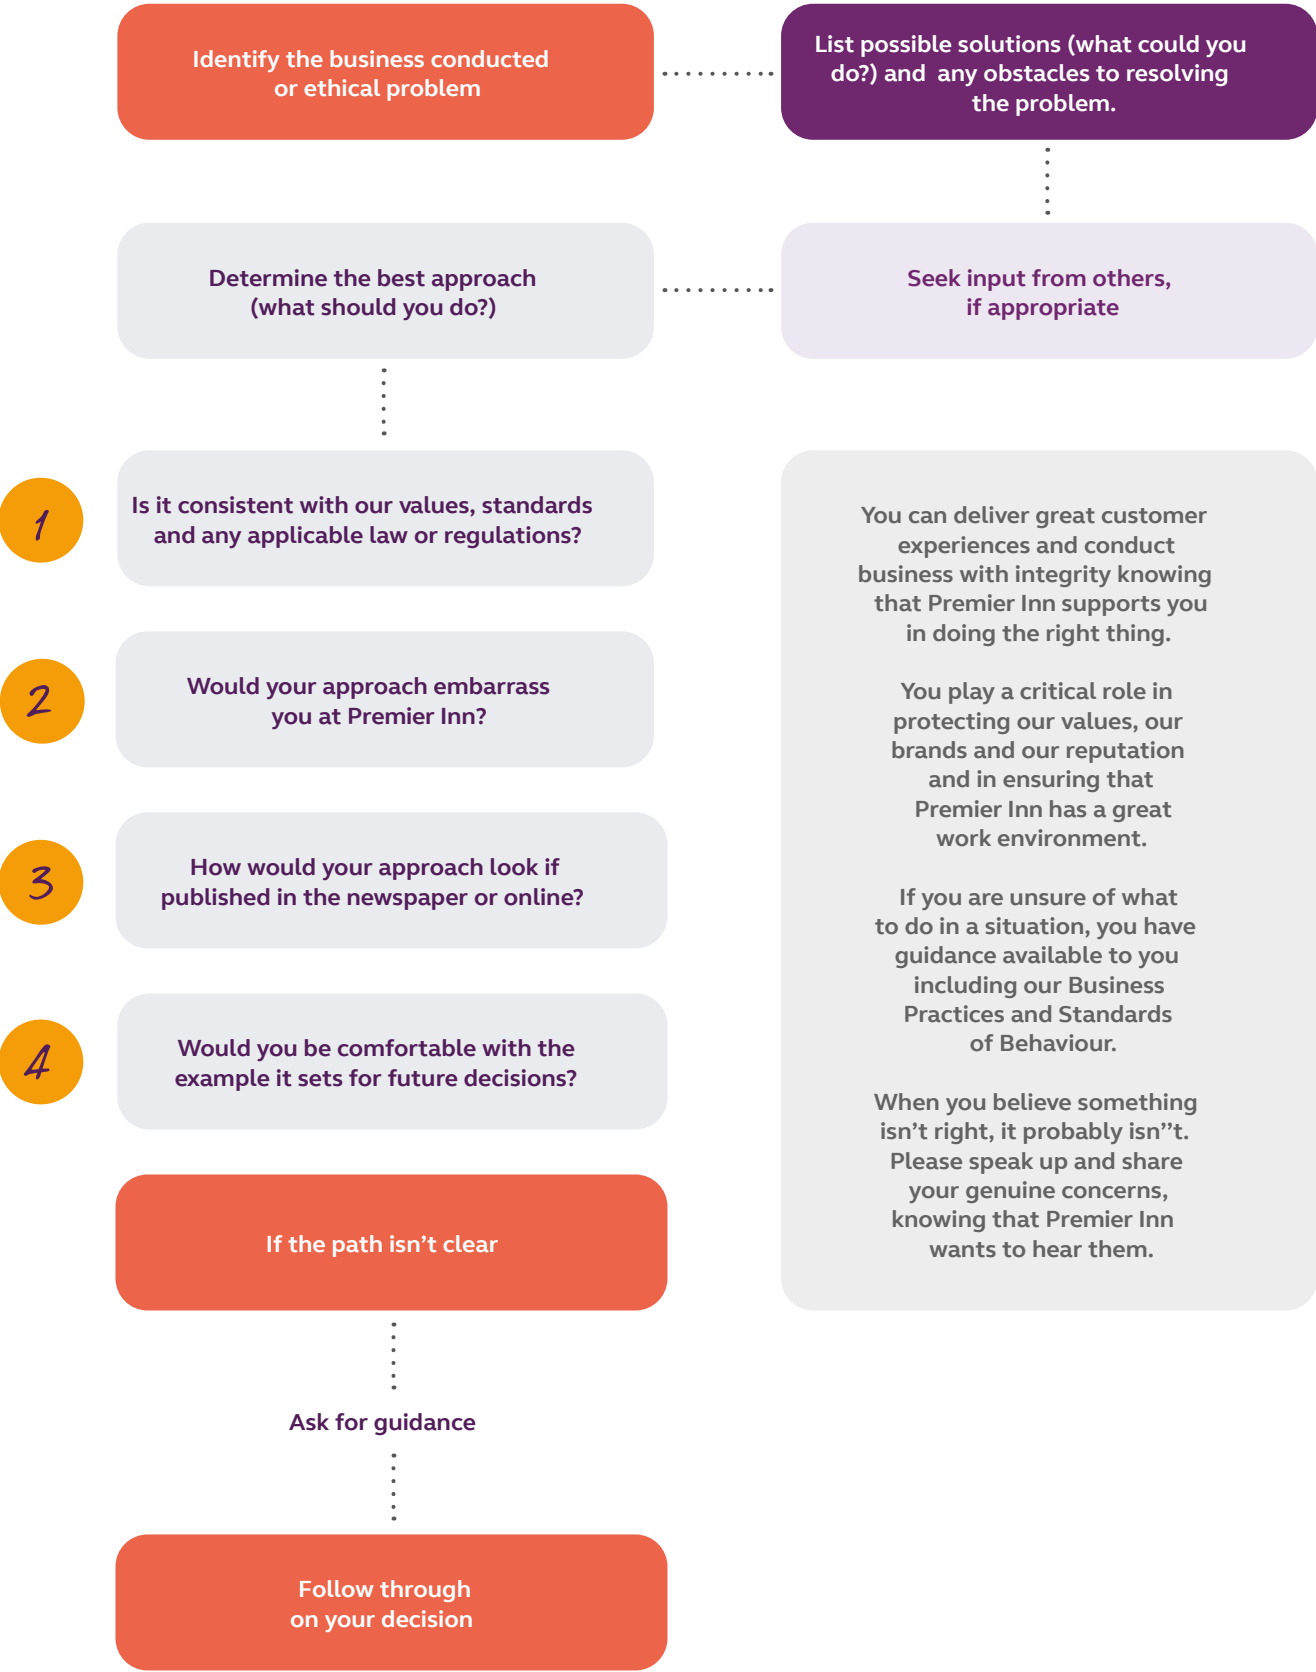 Identify the business conducted
or ethical problem
List possible solutions (what could you
do?) and any obstacles to resolving
the problem.
Determine the best approach
(what should you do?)
Seek input from others,
if appropriate
1
Is it consistent with our values, standards
and any applicable law or regulations?
2
Would your approach embarrass
you at Premier Inn?
3
How would your approach look if
published in the newspaper or online?
4
Would you be comfortable with the
example it sets for future decisions?
If the path isn’t clear
Ask for guidance
Follow through
on your decision
You can deliver great customer
experiences and conduct
business with integrity knowing
that Premier Inn supports you
in doing the right thing.
You play a critical role in
protecting our values, our
brands and our reputation
and in ensuring that
Premier Inn has a great
work environment.
If you are unsure of what
to do in a situation, you have
guidance available to you
including our Business
Practices and Standards
of Behaviour.
When you believe something
isn’t right, it probably isn’’t.
Please speak up and share
your genuine concerns,
knowing that Premier Inn
wants to hear them.